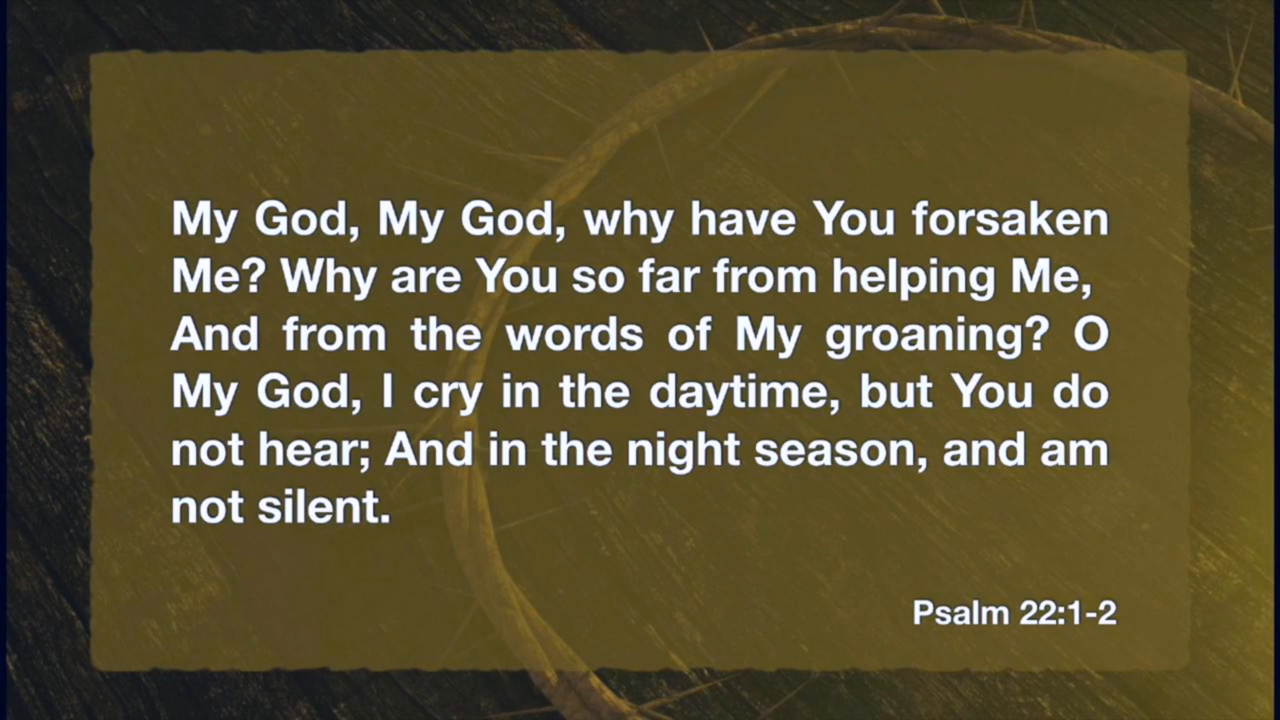 My God, My God, why have You forsaken
Me? Why are You so far from helping Me,
And from the words of My groaning? O
My God, I cry in the daytime, but You do
not hear; And in the night season, and am
not silent.
Psalm 22:1-2